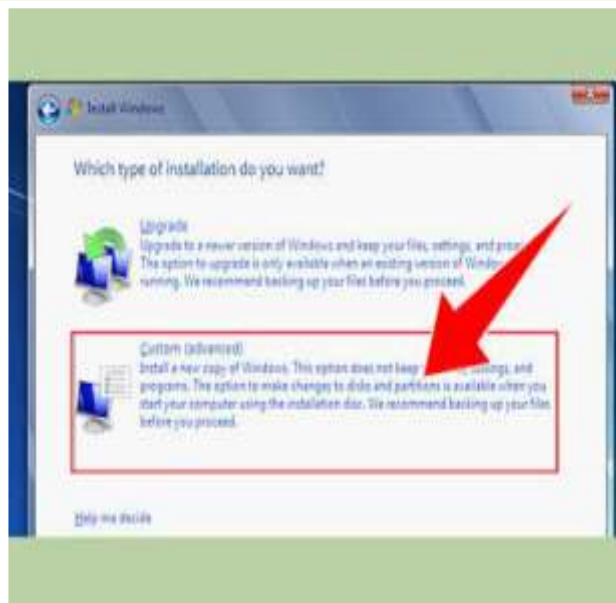 Install Windows
Which type of installation do you want?
Upgrade
Upgrade to a newer version of Windows and keep your files, settings, and
The option to upgrade is only available when an existing version of
running. We recommend backing up your files before you proceed.
Custom (advanced)
Install a new copy of Windows. This option does not keep and
programs. The option to make changes to disks and partitions is available when you
start your computer using the installation disc. We recommend backing up your files
before you proceed.
Help me decide